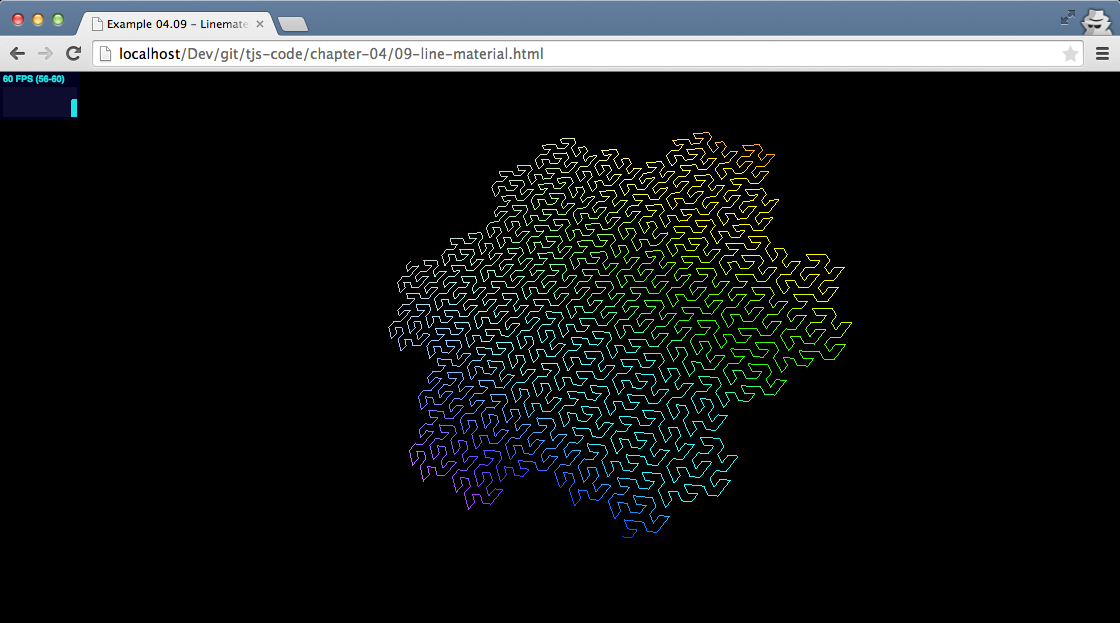 Example 04.09 - Linemate
localhost/Dev/git/tjs-code/chapter-04/09-line-material.html
60 FPS (56-60)